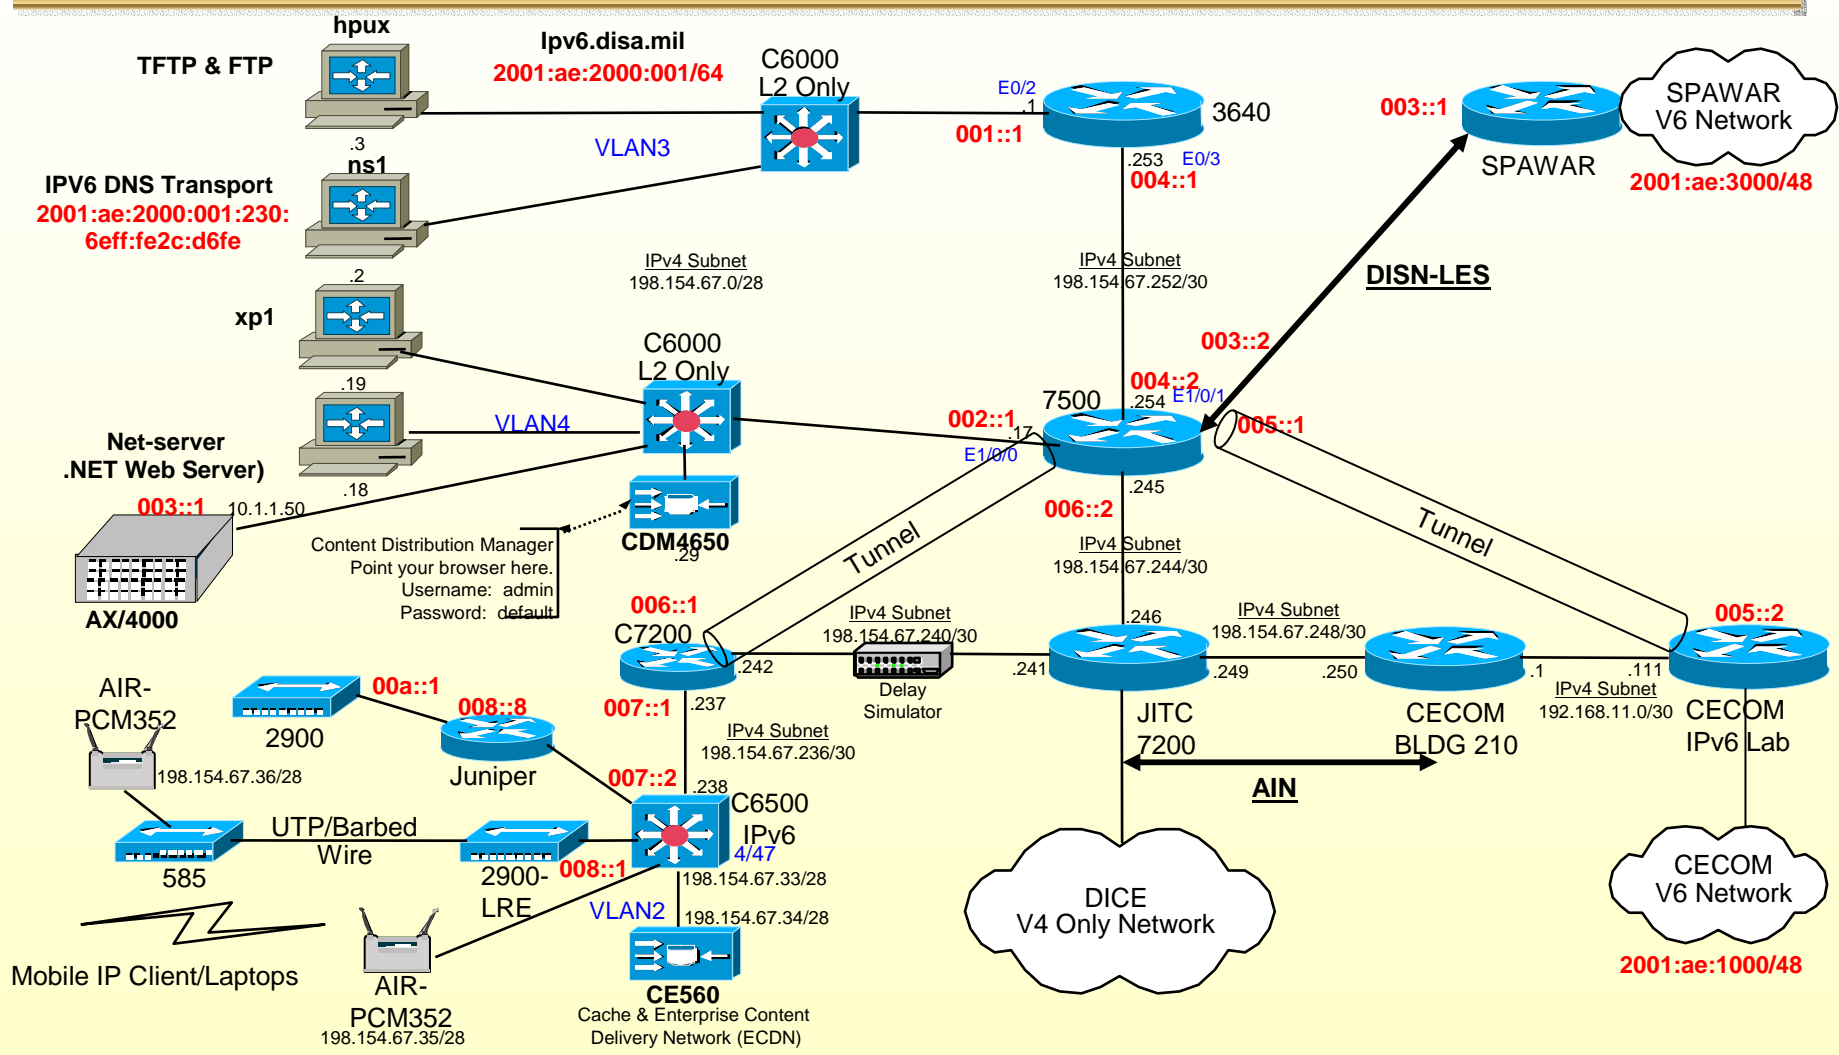 hpux
TFTP & FTP
Ipv6.disa.mil
2001:ae:2000:001/64
C6000
L2 Only
E0/2
.1
001::1
3640
003::1
SPAWAR
SPAWAR
V6 Network
2001:ae:3000/48
.3
VLAN3
ns1
.253
E0/3
004::1
IPV6 DNS Transport
2001:ae:2000:001:230:
6eff:fe2c:d6fe
.2
IPv4 Subnet
198.154.67.0/28
IPv4 Subnet
198.154.67.252/30
DISN-LES
xp1
C6000
L2 Only
003::2
004::2
.254
E1/0/1
7500
.19
VLAN4
002::1
.17
E1/0/0
005::1
Net-server
.NET Web Server)
.18
003::1
10.1.1.50
.245
006::2
Tunnel
Tunnel
CDM4650
.29
Content Distribution Manager
Point your browser here.
Username: admin
Password: default
IPv4 Subnet
198.154.67.244/30
AX/4000
006::1
C7200
IPv4 Subnet
198.154.67.240/30
.246
IPv4 Subnet
198.154.67.248/30
005::2
.242
.241
.249
.250
.1
.111
Delay
Simulator
IPv4 Subnet
192.168.11.0/30
AIR-
PCM352
00a::1
008::8
007::1
.237
JITC
7200
CECOM
BLDG 210
CECOM
IPv6 Lab
2900
IPv4 Subnet
198.154.67.236/30
198.154.67.36/28
Juniper
007::2
.238
C6500
IPv6
AIN
UTP/Barbed
Wire
4/47
585
2900-
LRE
008::1
198.154.67.33/28
VLAN2
198.154.67.34/28
DICE
V4 Only Network
CECOM
V6 Network
2001:ae:1000/48
Mobile IP Client/Laptops
AIR-
PCM352
198.154.67.35/28
CE560
Cache & Enterprise Content
Delivery Network (ECDN)